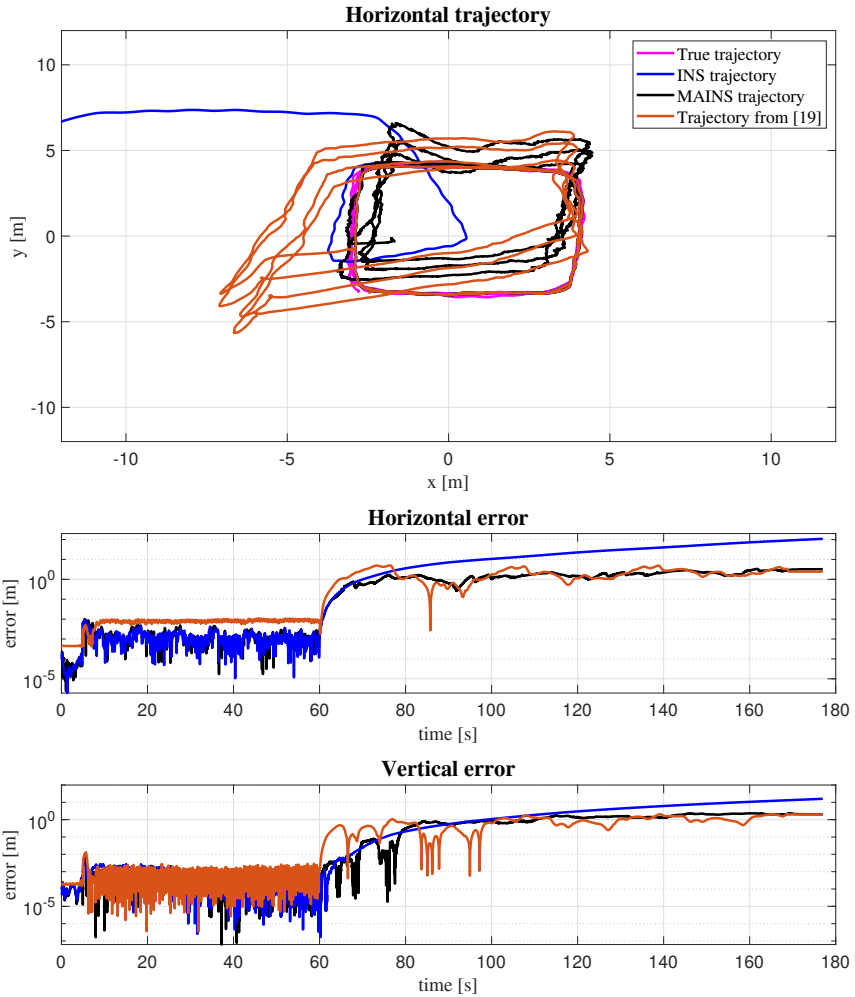 Horizontal trajectory
10
5
0
-5
-10
y [m]
True trajectory
INS trajectory
MAINS trajectory
Trajectory from [19]
-10
-5
0
5
10
x [m]
Horizontal error
10^0
10^-5
error [m]
0
20
40
60
80
100
120
140
160
180
time [s]
Vertical error
10^0
10^-5
error [m]
0
20
40
60
80
100
120
140
160
180
time [s]